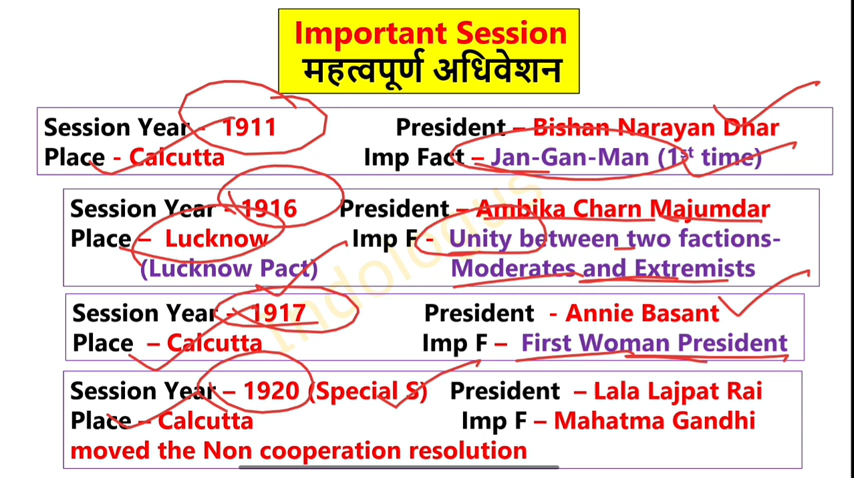 Important Session
महत्वपूर्ण अधिवेशन
Session Year - 1911 President – Bishan Narayan Dhar
Place - Calcutta Imp Fact – Jan-Gan-Man (1st time)
Session Year - 1916 President – Ambika Charn Majumdar
Place – Lucknow Imp F - Unity between two factions-
(Lucknow Pact) Moderates and Extremists
Session Year - 1917 President - Annie Basant
Place – Calcutta Imp F – First Woman President
Session Year – 1920 (Special S) President – Lala Lajpat Rai
Place – Calcutta Imp F – Mahatma Gandhi
moved the Non cooperation resolution
Indologus